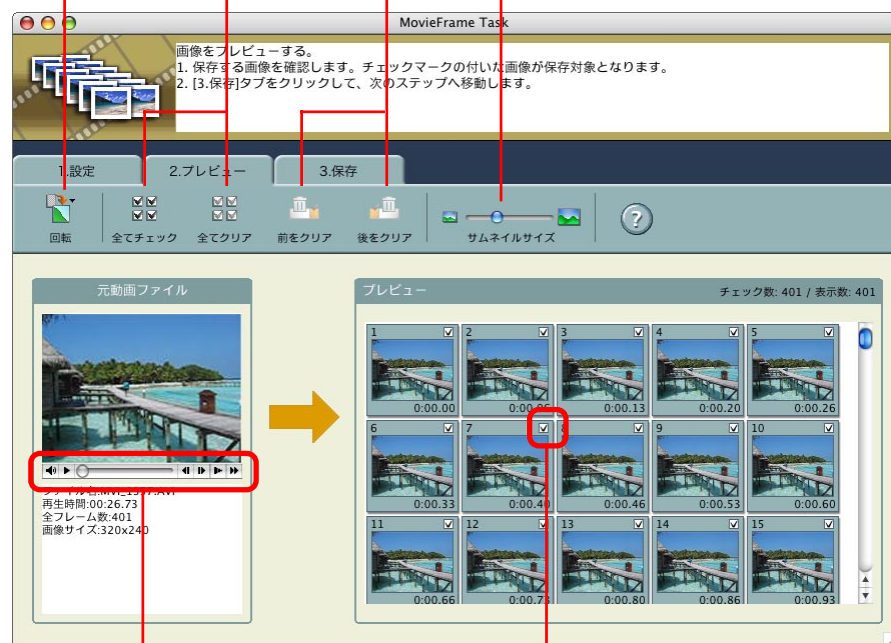 MovieFrame Task
画像をプレビューする。
1. 保存する画像を確認します。チェックマークの付いた画像が保存対象となります。
2. [3.保存]タブをクリックして、次のステップへ移動します。
1.設定
2.プレビュー
3.保存
回転
全てチェック
全てクリア
前をクリア
後をクリア
サムネイルサイズ
?
元動画ファイル
再生時間:00:26.73
全フレーム数:401
画像サイズ:320x240
プレビュー
チェック数: 401 / 表示数: 401
1 2 3 4 5
0:00.00 0:00.06 0:00.13 0:00.20 0:00.26
6 7 8 9 10
0:00.33 0:00.40 0:00.46 0:00.53 0:00.60
11 12 13 14 15
0:00.66 0:00.73 0:00.80 0:00.86 0:00.93